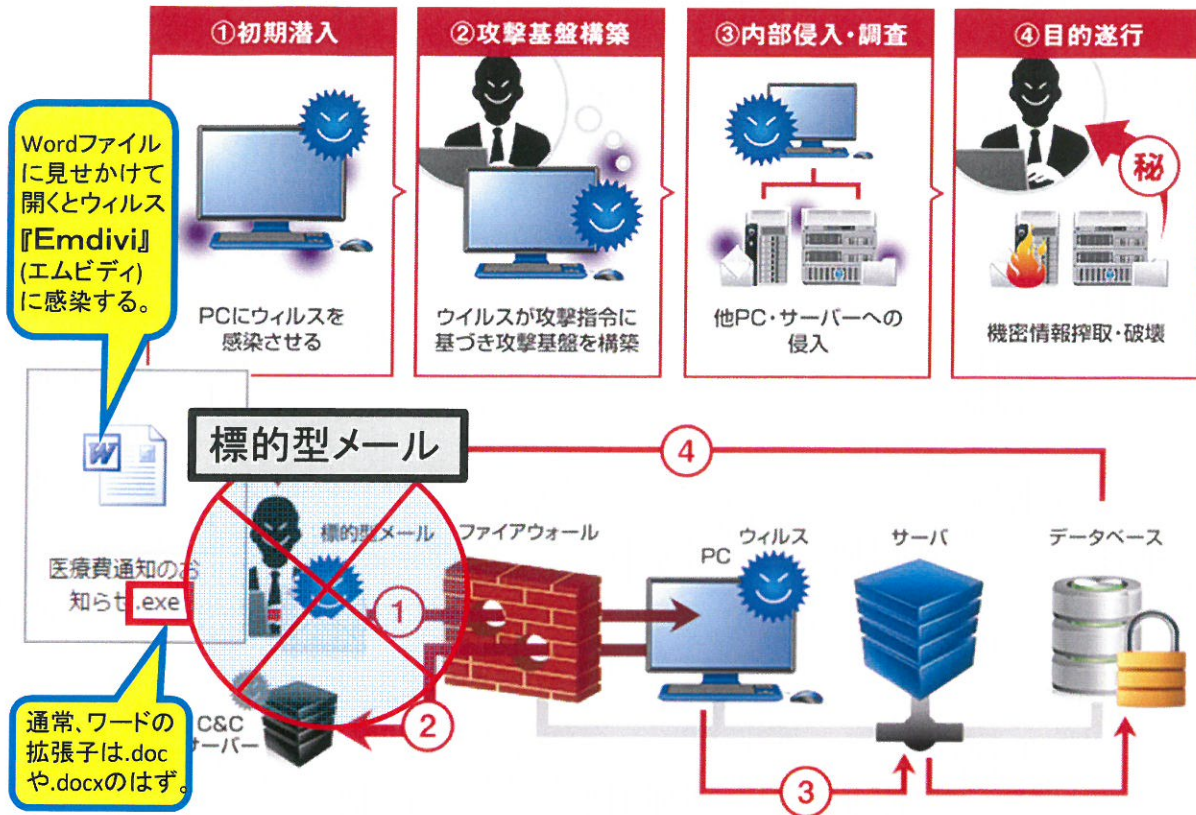 ①初期潜入
②攻撃基盤構築
③内部侵入・調査
④目的遂行
Wordファイル
に見せかけて
開くとウィルス
『Emdivi』
(エムビディ)
に感染する。
PCにウィルスを
感染させる
ウイルスが攻撃指令に
基づき攻撃基盤を構築
他PC・サーバーへの
侵入
秘
機密情報搾取・破壊
W
標的型メール
医療費通知のお
知らせ.exe
標的型メール
ファイアウォール
PC
ウィルス
サーバ
データベース
①
②
③
④
C&C
サーバー
通常、ワードの
拡張子は.doc
や.docxのはず。